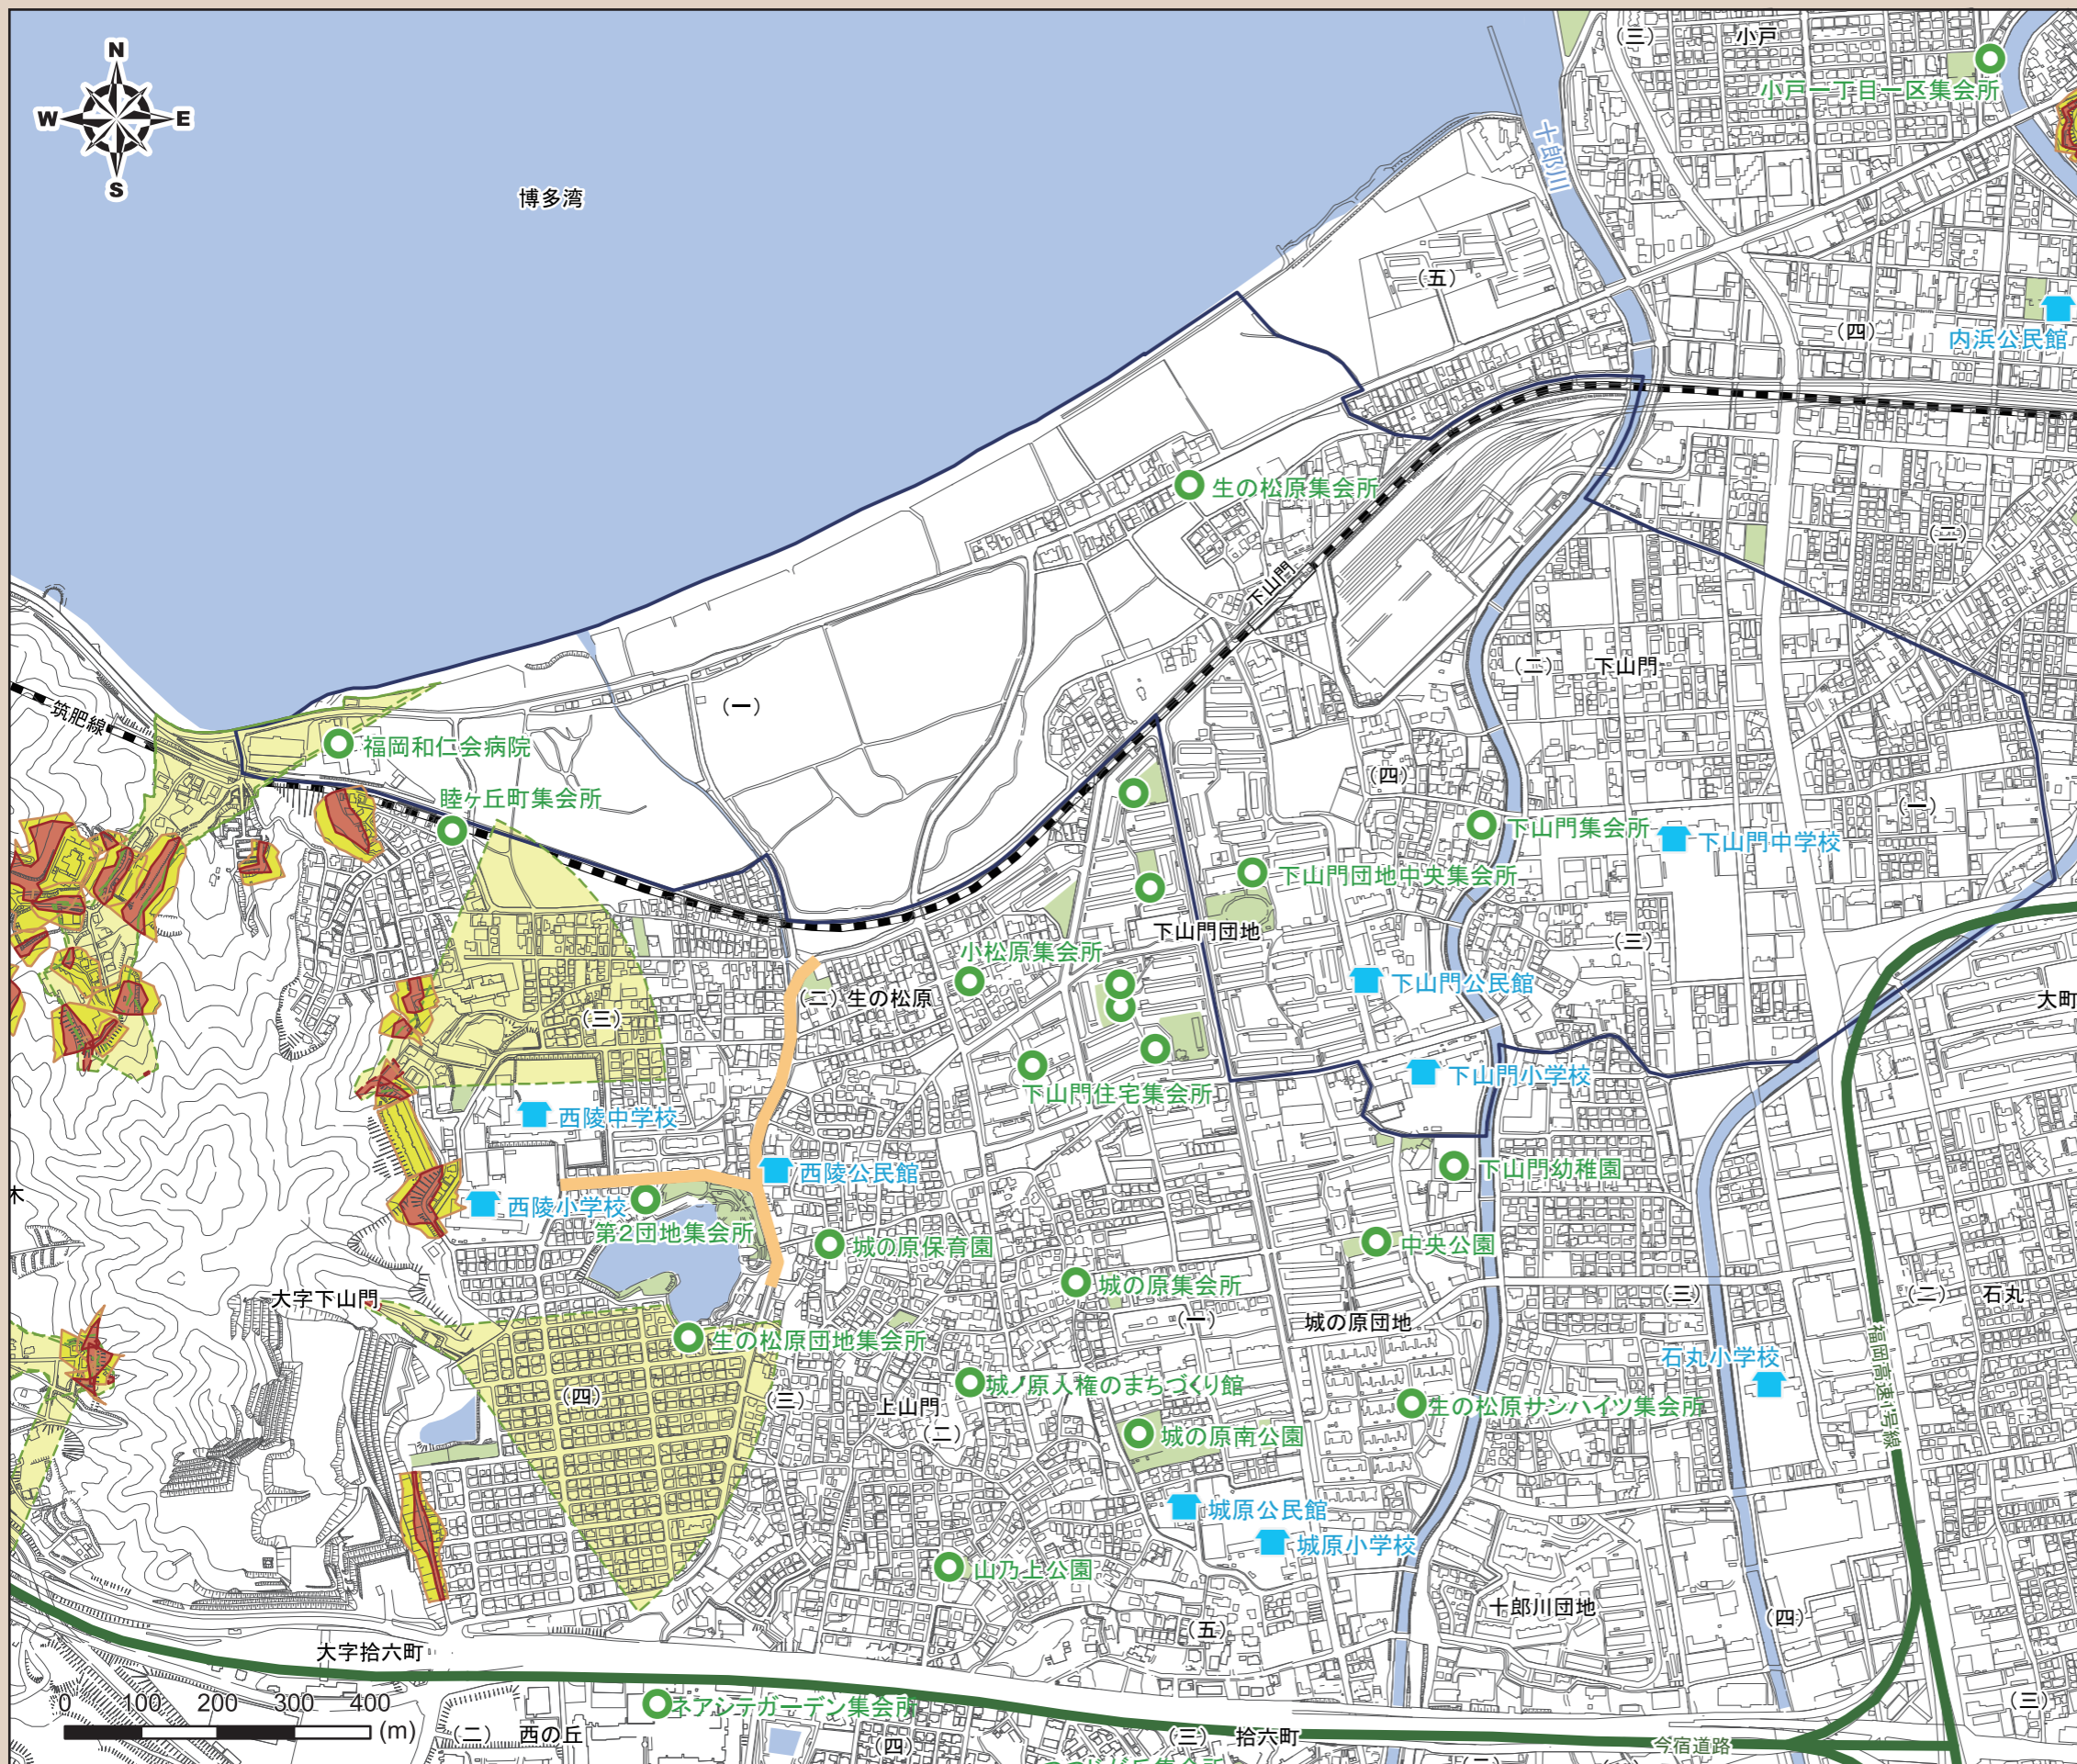 N
W
E
S
博多湾
十郎川
(三)
小戸
小戸一丁目一区集会所
(五)
(四)
内浜公民館
生の松原集会所
(二)
下山門
(二)
下山門
筑肥線
(一)
福岡和仁会病院
睦ヶ丘町集会所
(四)
(一)
下山門集会所
下山門中学校
下山門団地中央集会所
下山門団地
小松原集会所
(三)
下山門公民館
(二)
生の松原
大町
(三)
下山門小学校
下山門住宅集会所
西陵中学校
西陵公民館
下山門幼稚園
木
西陵小学校
第2団地集会所
城の原保育園
中央公園
城の原集会所
大字下山門
(三)
(二)
石丸
(一)
城の原団地
生の松原団地集会所
石丸小学校
福岡高速1号線
城ノ原人権のまちづくり館
(四)
(三)
上山門
(二)
生の松原サンハイツ集会所
城の原南公園
城原公民館
城原小学校
山乃上公園
十郎川団地
(四)
(五)
大字拾六町
0
100
200
300
400
(m)
ネアシテガーデン集会所
(三)
(二)
西の丘
(四)
(三)
拾六町
今宿道路